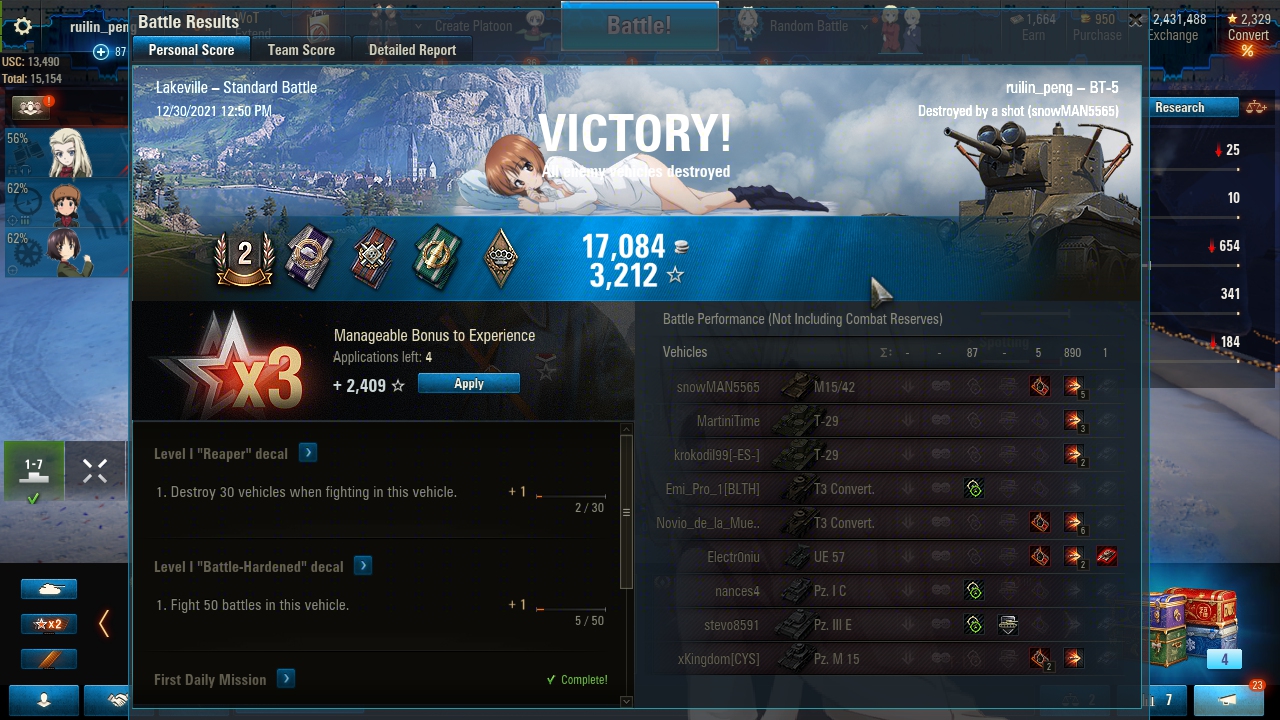 Battle Results
WoT
Extend
Create Platoon
Battle!
Random Battle
1,664
Earn
950
Purchase
2,431,488
Exchange
2,329
Convert
%
ruilin_peng
87
USC: 13,490
Total: 15,154
Personal Score
Team Score
Detailed Report
Lakeville – Standard Battle
12/30/2021 12:50 PM
ruilin_peng – BT-5
Destroyed by a shot (snowMAN5565)
VICTORY!
All enemy vehicles destroyed
2
17,084
3,212
Research
25
10
654
341
184
56%
62%
62%
x3
Manageable Bonus to Experience
Applications left: 4
+ 2,409
Apply
Battle Performance (Not Including Combat Reserves)
Vehicles
Σ: - - 87 - 5 890 1
snowMAN5565 M15/42 5
MartiniTime T-29 3
krokodil99[-ES-] T-29 2
Emi_Pro_1[BLTH] T3 Convert.
Novio_de_la_Mue.. T3 Convert. 6
Electr0niu UE 57 2
nances4 Pz. I C
stevo8591 Pz. III E
xKingdom[CYS] Pz. M 15 2
Level I "Reaper" decal
1. Destroy 30 vehicles when fighting in this vehicle.
+ 1
2 / 30
Level I "Battle-Hardened" decal
1. Fight 50 battles in this vehicle.
+ 1
5 / 50
First Daily Mission
Complete!
1-7
x2
4
2
7
23